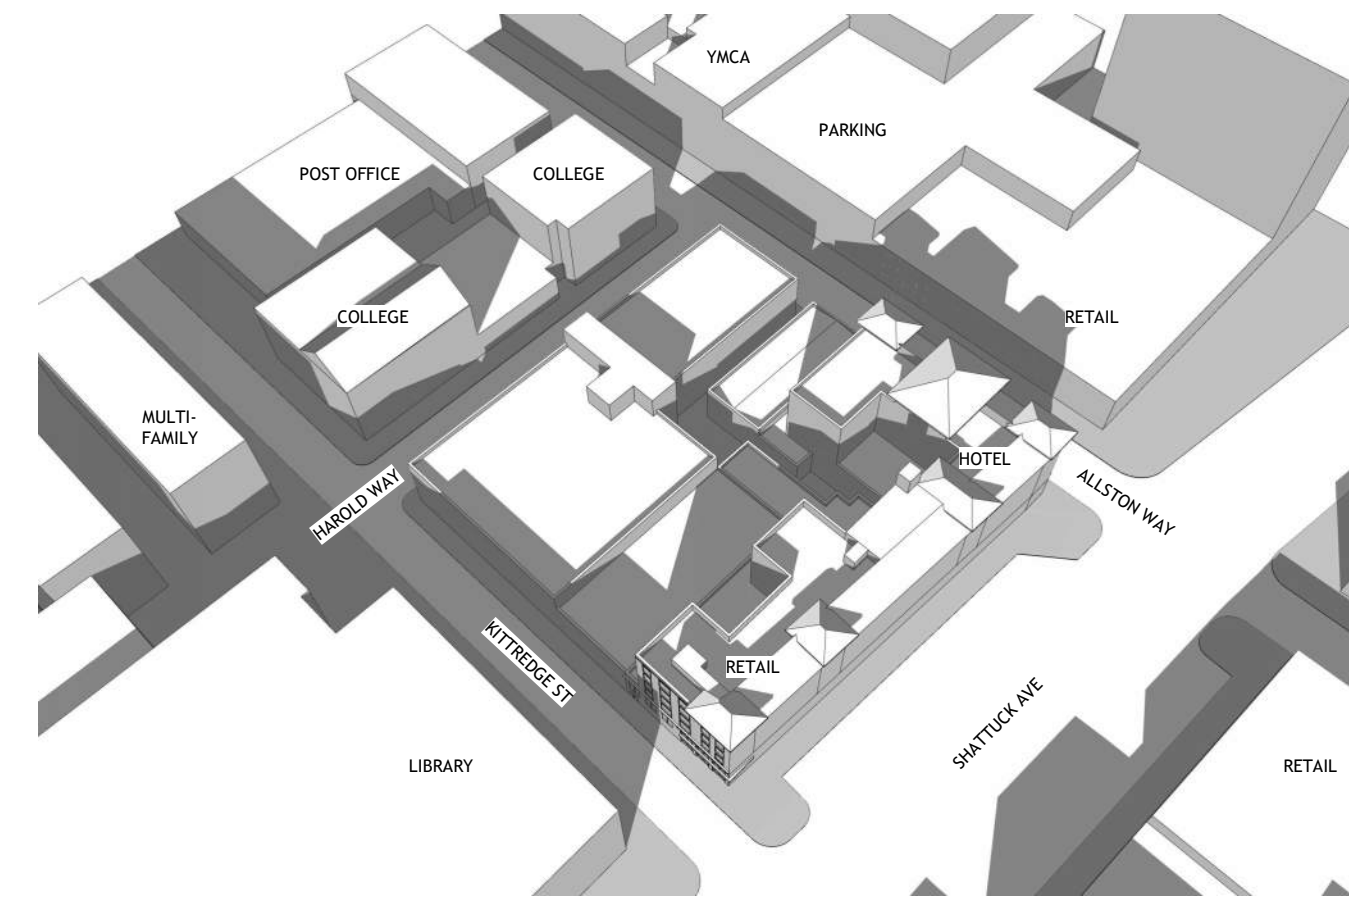 YMCA
PARKING
POST OFFICE
COLLEGE
COLLEGE
RETAIL
MULTI-
FAMILY
HOTEL
HAROLD WAY
ALLSTON WAY
KITTREDGE ST
RETAIL
SHATTUCK AVE
LIBRARY
RETAIL